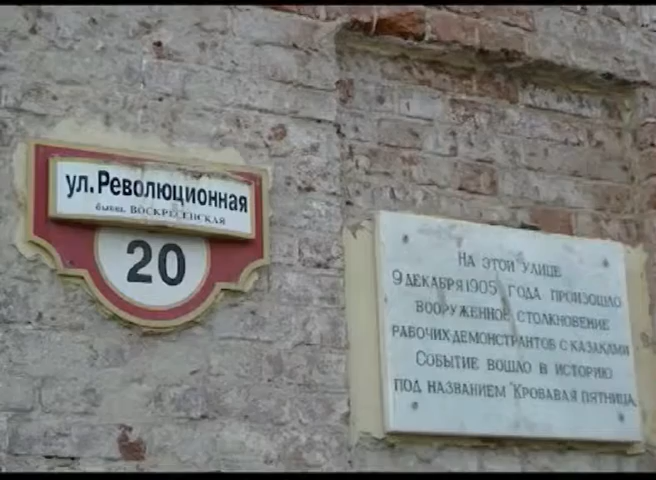 ул.Революционная
бывш. ВОСКРЕСЕНСКАЯ
20
НА ЭТОЙ УЛИЦЕ
9 ДЕКАБРЯ 1905 ГОДА ПРОИЗОШЛО
ВООРУЖЕННОЕ СТОЛКНОВЕНИЕ
РАБОЧИХ-ДЕМОНСТРАНТОВ С КАЗАКАМИ
СОБЫТИЕ ВОШЛО В ИСТОРИЮ
ПОД НАЗВАНИЕМ "КРОВАВАЯ ПЯТНИЦА